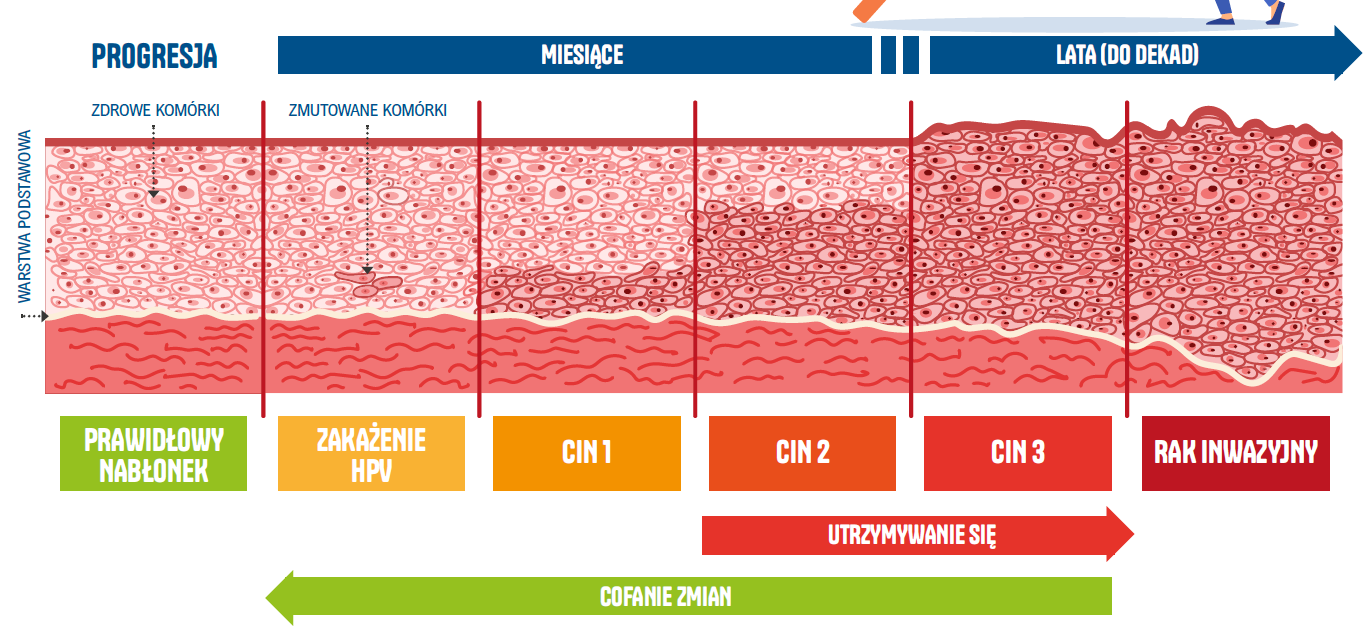 PROGRESJA
MIESIĄCE
LATA (DO DEKAD)
ZDROWE KOMÓRKI
ZMUTOWANE KOMÓRKI
WARSTWA PODSTAWOWA
PRAWIDŁOWY
NABŁONEK
ZAKAŻENIE
HPV
CIN 1
CIN 2
CIN 3
RAK INWAZYJNY
UTRZYMYWANIE SIĘ
COFANIE ZMIAN